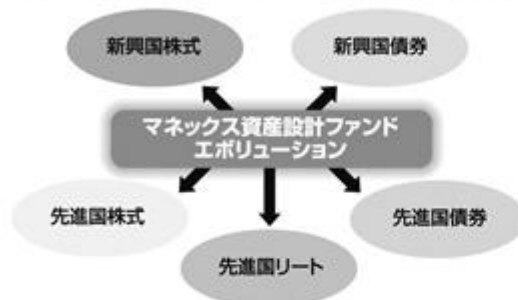 新興国株式
新興国債券
マネックス資産設計ファンド
エボリューション
先進国株式
先進国債券
先進国リート